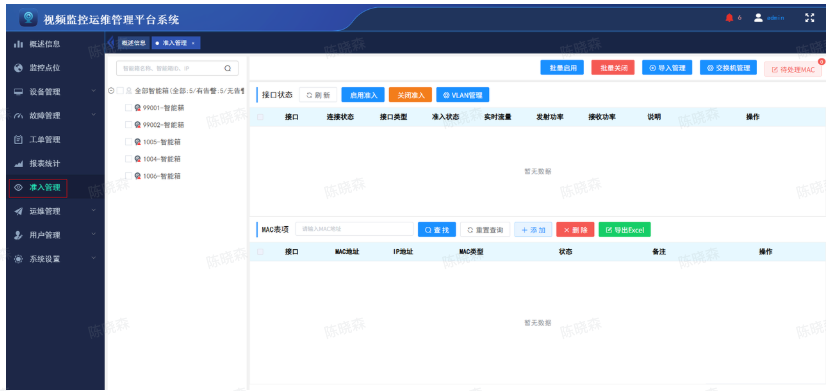 视频监控运维管理平台系统
6 admin
概述信息
监控点位
设备管理
故障管理
工单管理
报表统计
准入管理
运维管理
用户管理
系统设置
概述信息 准入管理
智能箱名称、智能箱ID、IP
全部智能箱(全部:5/有告警:5/无告警
99001-智能箱
99002-智能箱
1005-智能箱
1004-智能箱
1006-智能箱
批量启用 批量关闭 导入管理 交换机管理 待处理MAC 0
接口状态 刷新 启用准入 关闭准入 VLAN管理
接口 连接状态 接口类型 准入状态 实时流量 发射功率 接收功率 说明 操作
暂无数据
MAC表项 请输入MAC地址 查找 重置查询 + 添加 × 删除 导出Excel
接口 MAC地址 IP地址 MAC类型 状态 备注 操作
暂无数据
陈晓森